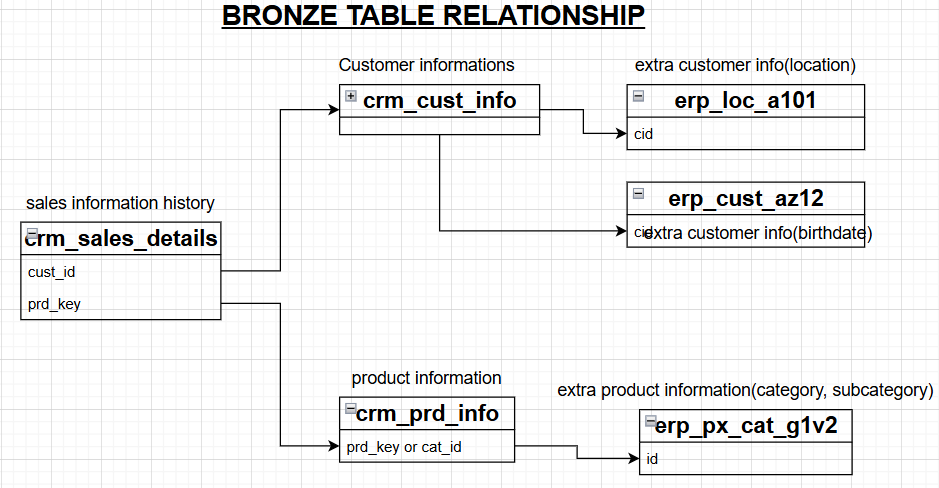 BRONZE TABLE RELATIONSHIP
Customer informations
crm_cust_info
extra customer info(location)
erp_loc_a101
cid
erp_cust_az12
cid
extra customer info(birthdate)
sales information history
crm_sales_details
cust_id
prd_key
product information
crm_prd_info
prd_key or cat_id
extra product information(category, subcategory)
erp_px_cat_g1v2
id